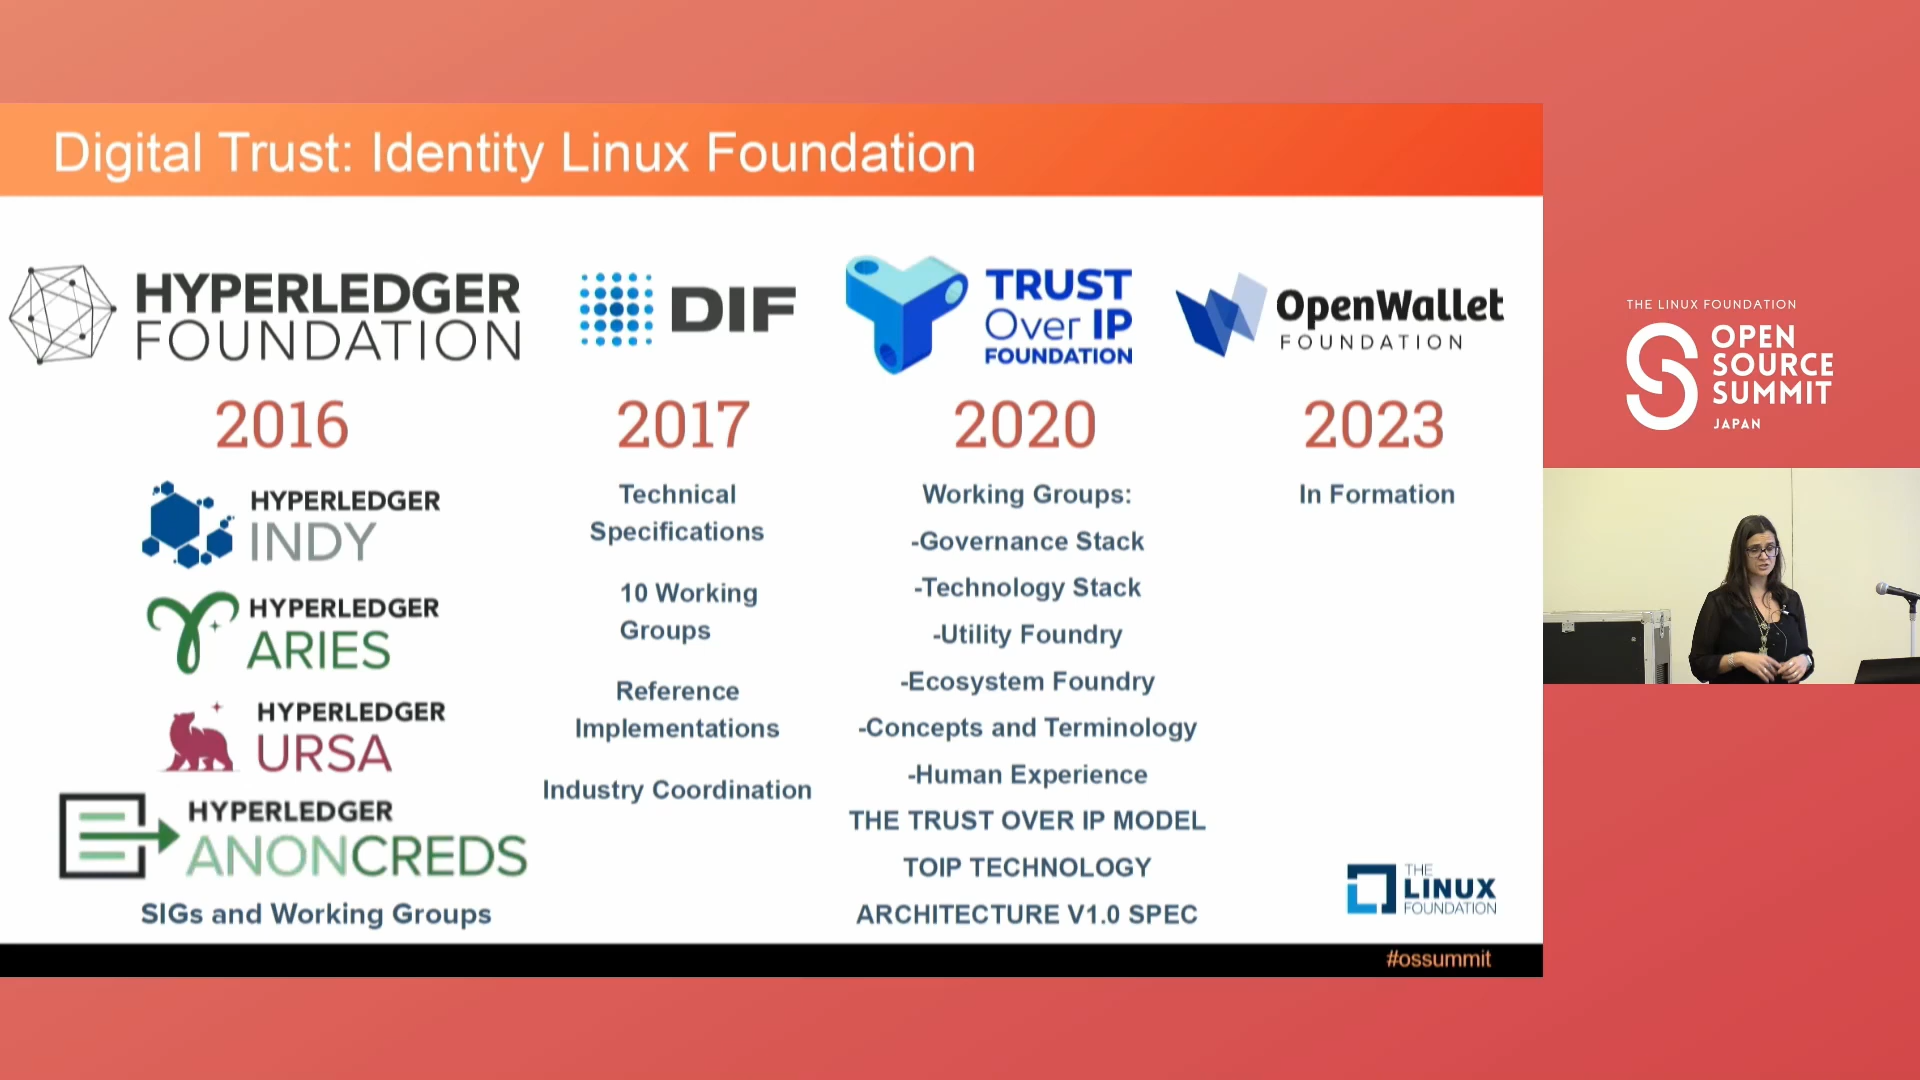 Digital Trust: Identity Linux Foundation
HYPERLEDGER
FOUNDATION
2016
HYPERLEDGER
INDY
HYPERLEDGER
ARIES
HYPERLEDGER
URSA
HYPERLEDGER
ANONCREDS
SIGs and Working Groups
DIF
2017
Technical
Specifications
10 Working
Groups
Reference
Implementations
Industry Coordination
TRUST
Over IP
FOUNDATION
2020
Working Groups:
-Governance Stack
-Technology Stack
-Utility Foundry
-Ecosystem Foundry
-Concepts and Terminology
-Human Experience
THE TRUST OVER IP MODEL
TOIP TECHNOLOGY
ARCHITECTURE V1.0 SPEC
OpenWallet
FOUNDATION
2023
In Formation
THE
LINUX
FOUNDATION
#ossummit
THE LINUX FOUNDATION
OPEN
SOURCE
SUMMIT
JAPAN